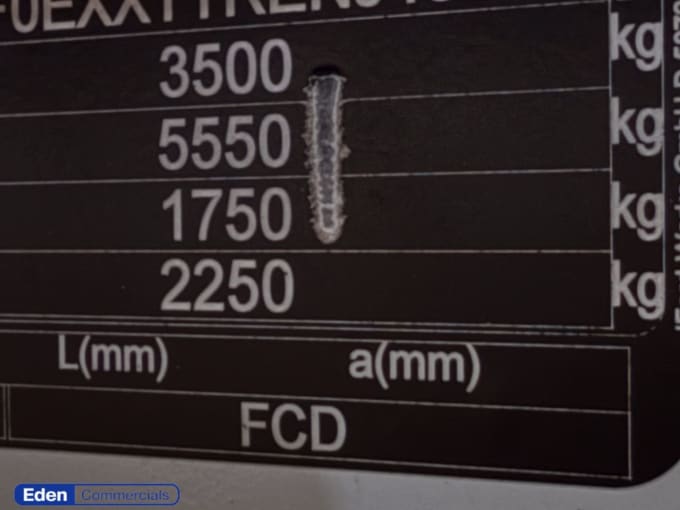 3500 kg
5550 kg
1750 kg
2250 kg
L(mm) a(mm)
FCD
Eden Commercials